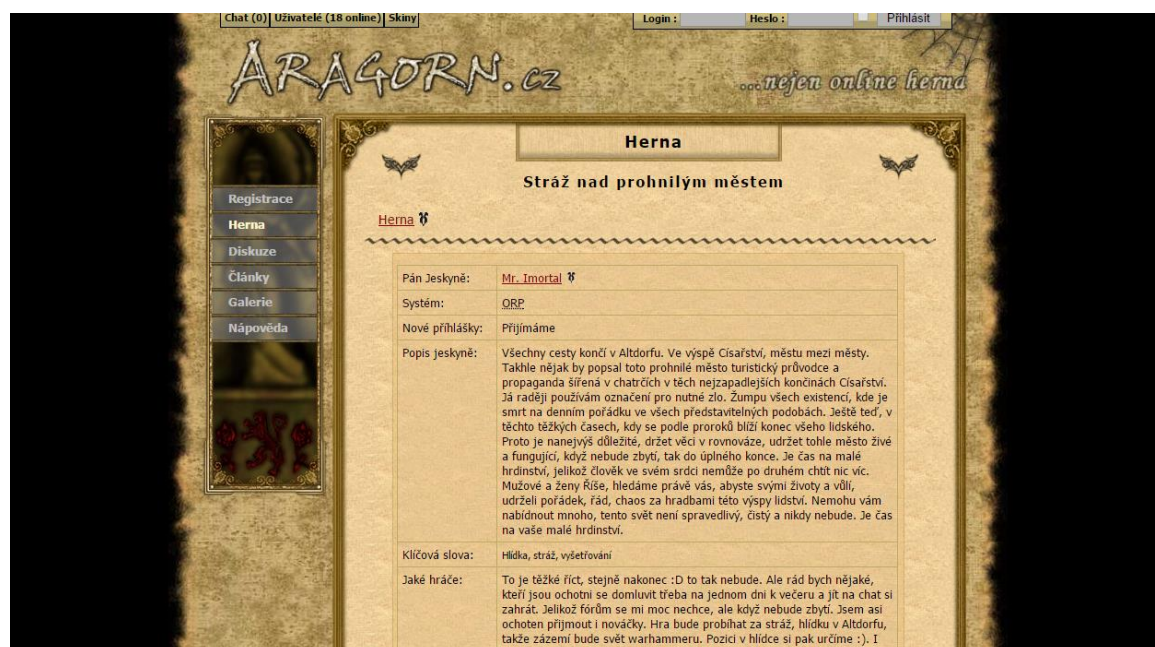 Chat (0) Uživatelé (18 online) Skiny
Login : Heslo : Přihlásit
ARAGORN.CZ
...nejen online herna
Registrace
Herna
Diskuze
Články
Galerie
Nápověda
Herna
Stráž nad prohnilým městem
Herna
Pán Jeskyně: Mr. Imortal
Systém: ORP
Nové příhlášky: Přijímáme
Popis jeskyně: Všechny cesty končí v Altdorfu. Ve výspě Císařství, městu mezi městy.
Takhle nějak by popsal toto prohnilé město turistický průvodce a
propaganda šířená v chatrčích v těch nejzapadlejších končinách Císařství.
Já raději používám označení pro nutné zlo. Žumpu všech existencí, kde je
smrt na denním pořádku ve všech představitelných podobách. Ještě teď, v
těchto těžkých časech, kdy se podle proroků blíží konec všeho lidského.
Proto je nanejvýš důležité, držet věci v rovnováze, udržet tohle město živé
a fungující, když nebude zbytí, tak do úplného konce. Je čas na malé
hrdinství, jelikož člověk ve svém srdci nemůže po druhém chtít nic víc.
Mužové a ženy Říše, hledáme právě vás, abyste svými životy a vůlí,
udrželi pořádek, řád, chaos za hradbami této výspy lidství. Nemohu vám
nabídnout mnoho, tento svět není spravedlivý, čistý a nikdy nebude. Je čas
na vaše malé hrdinství.
Klíčová slova: Hlídka, stráž, vyšetřování
Jaké hráče: To je těžké říct, stejně nakonec :D to tak nebude. Ale rád bych nějaké,
kteří jsou ochotni se domluvit třeba na jednom dni k večeru a jít na chat si
zahrát. Jelikož fórům se mi moc nechce, ale když nebude zbytí. Jsem asi
ochoten přijmout i nováčky. Hra bude probíhat za stráž, hlídku v Altdorfu,
takže zázemí bude svět warhammeru. Pozici v hlídce si pak určíme :). I